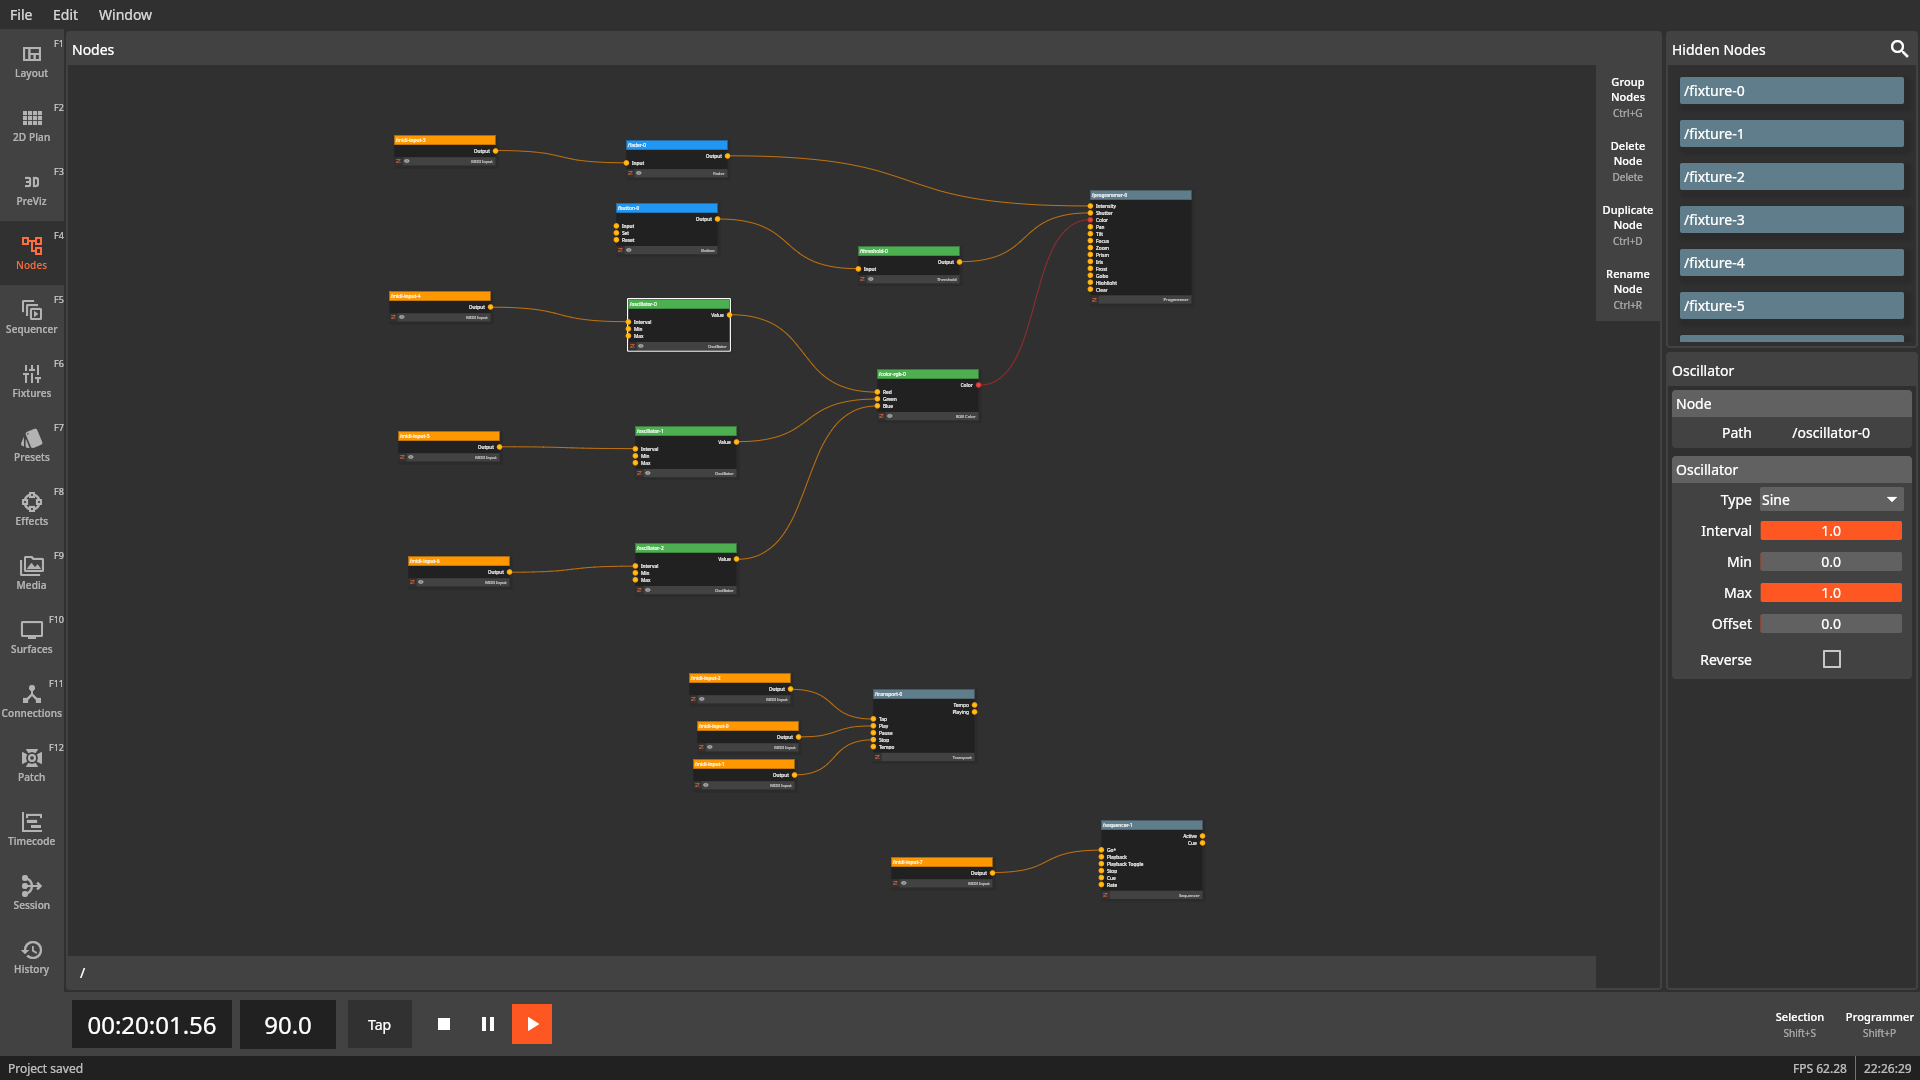 File Edit Window
F1
Layout
F2
2D Plan
F3
3D
PreViz
F4
Nodes
F5
Sequencer
F6
Fixtures
F7
Presets
F8
Effects
F9
Media
F10
Surfaces
F11
Connections
F12
Patch
Timecode
Session
History
Nodes
/midi-input-3
Output
MIDI Input
/fader-0
Output
Input
Fader
/button-0
Output
Input
Set
Reset
Button
/threshold-0
Output
Input
Threshold
/programmer-0
Intensity
Shutter
Color
Pan
Tilt
Focus
Zoom
Prism
Iris
Frost
Gobo
Highlight
Clear
Programmer
/midi-input-4
Output
MIDI Input
/oscillator-0
Value
Interval
Min
Max
Oscillator
/color-rgb-0
Color
Red
Green
Blue
RGB Color
/midi-input-5
Output
MIDI Input
/oscillator-1
Value
Interval
Min
Max
Oscillator
/midi-input-6
Output
MIDI Input
/oscillator-2
Value
Interval
Min
Max
Oscillator
/midi-input-2
Output
MIDI Input
/midi-input-0
Output
MIDI Input
/midi-input-1
Output
MIDI Input
/transport-0
Tempo
Playing
Tap
Play
Pause
Stop
Tempo
Transport
/midi-input-7
Output
MIDI Input
/sequencer-1
Active
Cue
Go+
Playback
Playback Toggle
Stop
Cue
Rate
Sequencer
/
Group
Nodes
Ctrl+G
Delete
Node
Delete
Duplicate
Node
Ctrl+D
Rename
Node
Ctrl+R
Hidden Nodes
/fixture-0
/fixture-1
/fixture-2
/fixture-3
/fixture-4
/fixture-5
Oscillator
Node
Path /oscillator-0
Oscillator
Type Sine
Interval 1.0
Min 0.0
Max 1.0
Offset 0.0
Reverse
00:20:01.56 90.0 Tap
Selection
Shift+S
Programmer
Shift+P
Project saved
FPS 62.28 22:26:29